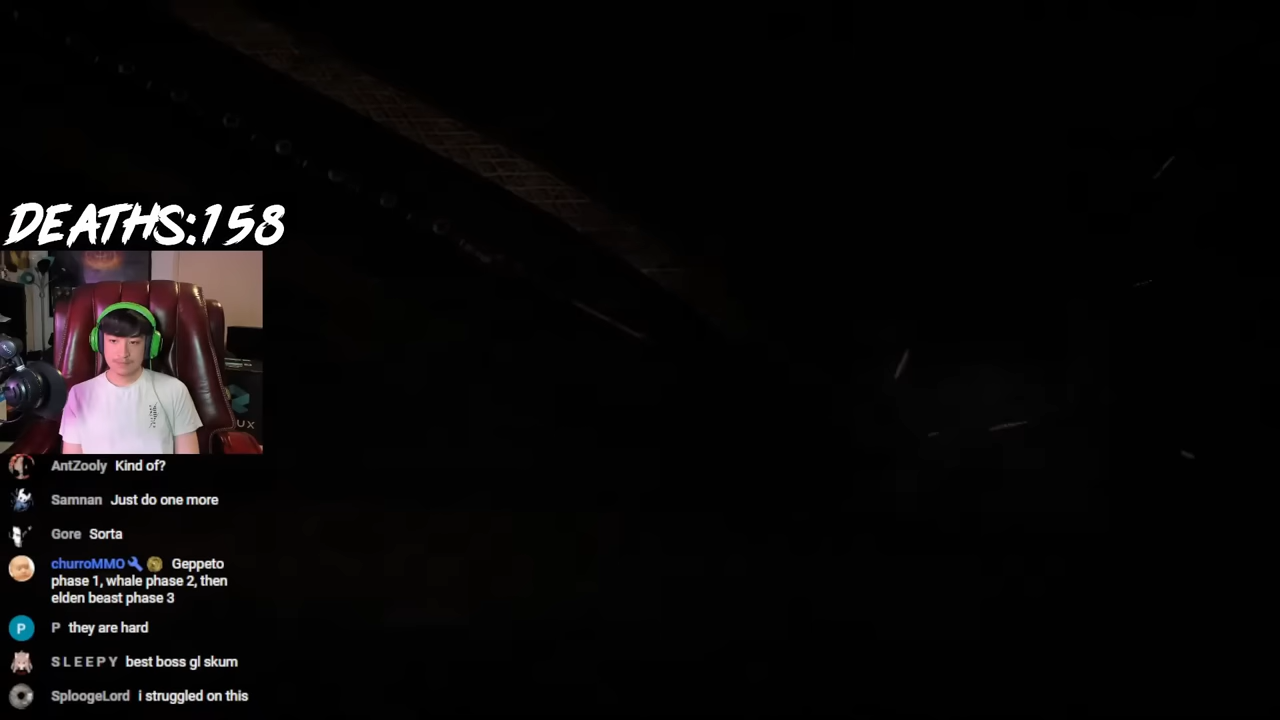 DEATHS:158
UX
AntZooly Kind of?
Samnan Just do one more
Gore Sorta
churroMMO Geppeto
phase 1, whale phase 2, then
elden beast phase 3
P P they are hard
S L E E P Y best boss gl skum
SploogeLord i struggled on this